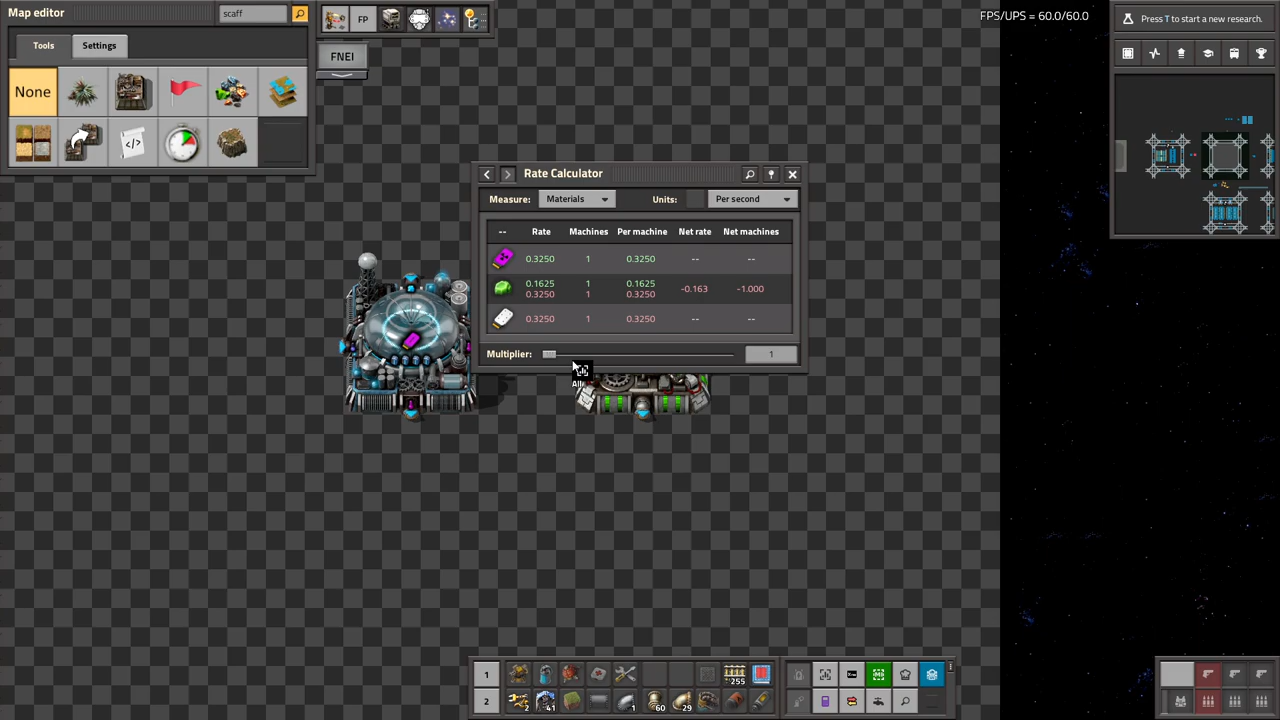 Map editor
scaff
FP
FPS/UPS = 60.0/60.0
Press T to start a new research.
Tools
Settings
FNEI
None
Rate Calculator
Measure:
Materials
Units:
Per second
--
Rate
Machines
Per machine
Net rate
Net machines
0.3250
1
0.3250
--
--
0.1625
1
0.1625
0.3250
1
0.3250
-0.163
-1.000
0.3250
1
0.3250
--
--
Multiplier:
1
All
1
255
2
41
1
60
29